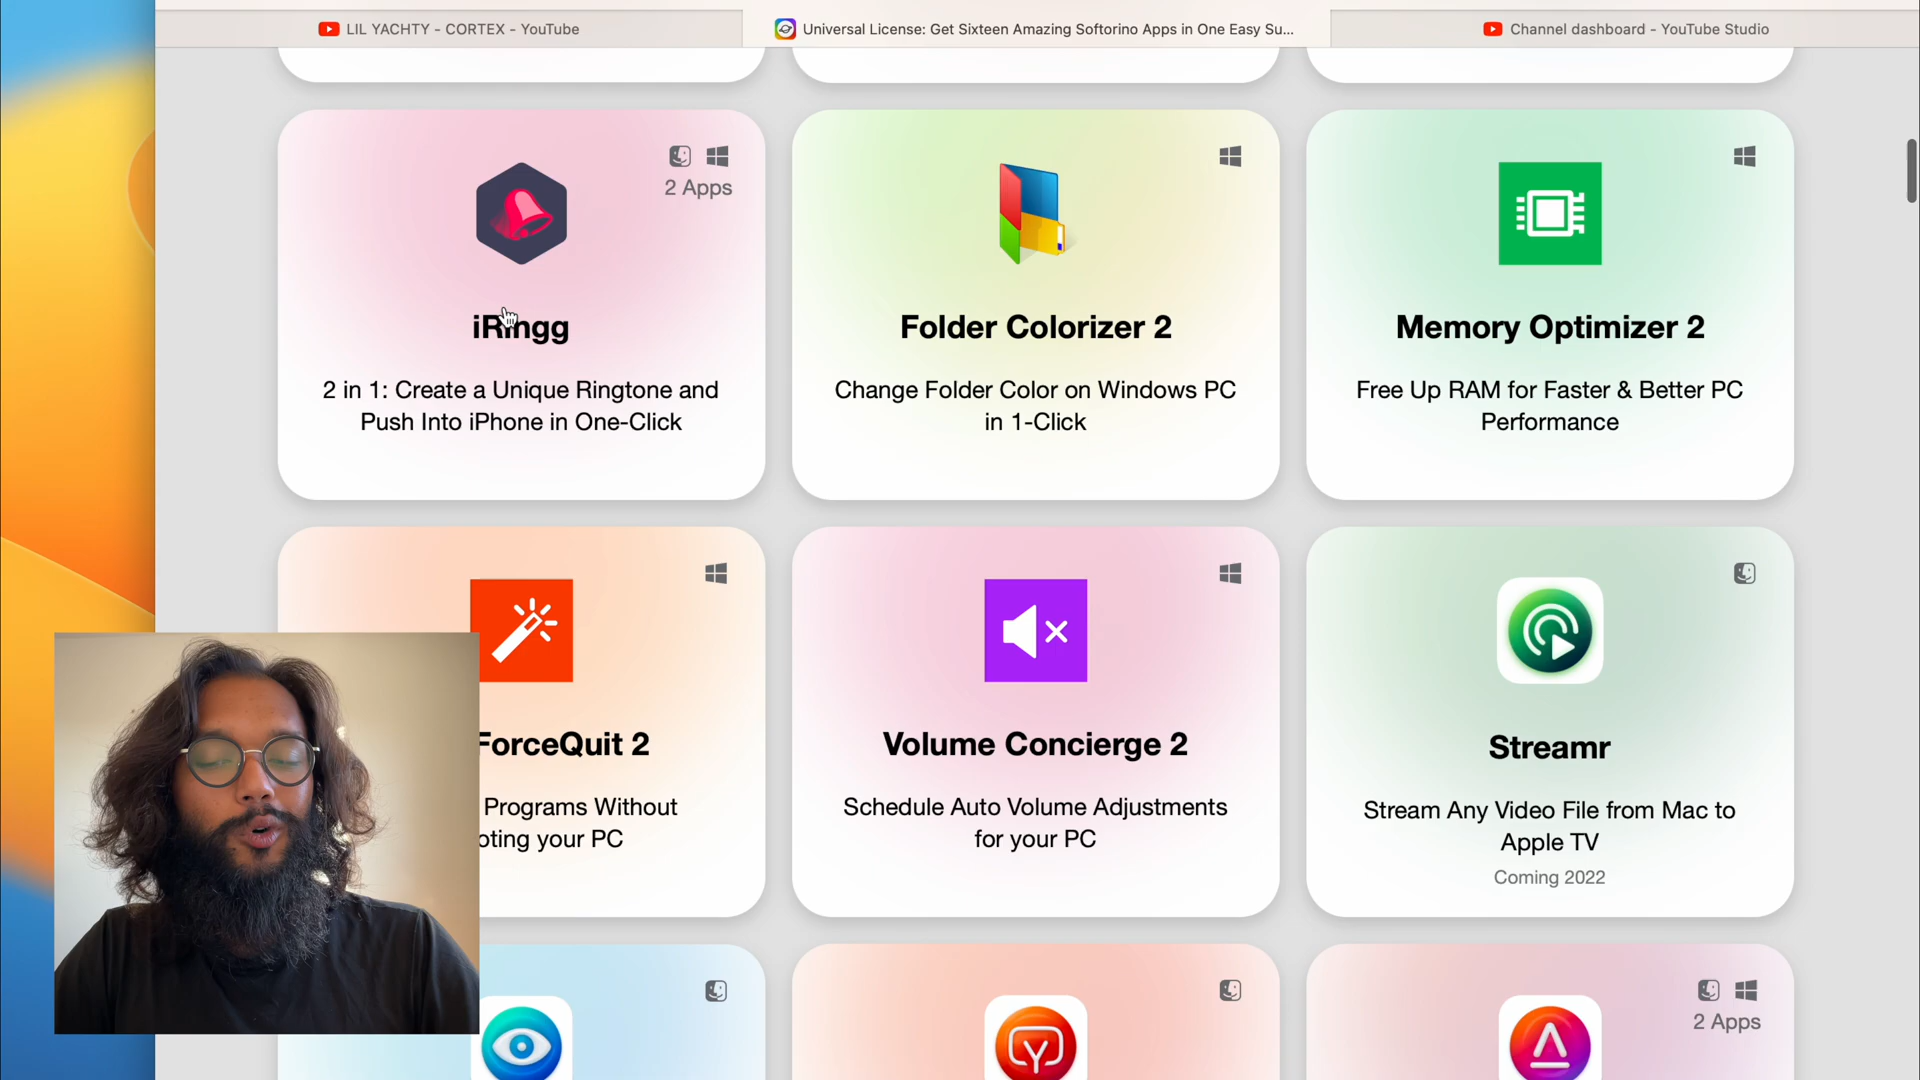 LIL YACHTY - CORTEX - YouTube
Universal License: Get Sixteen Amazing Softorino Apps in One Easy Su...
Channel dashboard - YouTube Studio
2 Apps
iRingg
2 in 1: Create a Unique Ringtone and
Push Into iPhone in One-Click
Folder Colorizer 2
Change Folder Color on Windows PC
in 1-Click
Memory Optimizer 2
Free Up RAM for Faster & Better PC
Performance
ForceQuit 2
Programs Without
oting your PC
Volume Concierge 2
Schedule Auto Volume Adjustments
for your PC
Streamr
Stream Any Video File from Mac to
Apple TV
Coming 2022
2 Apps